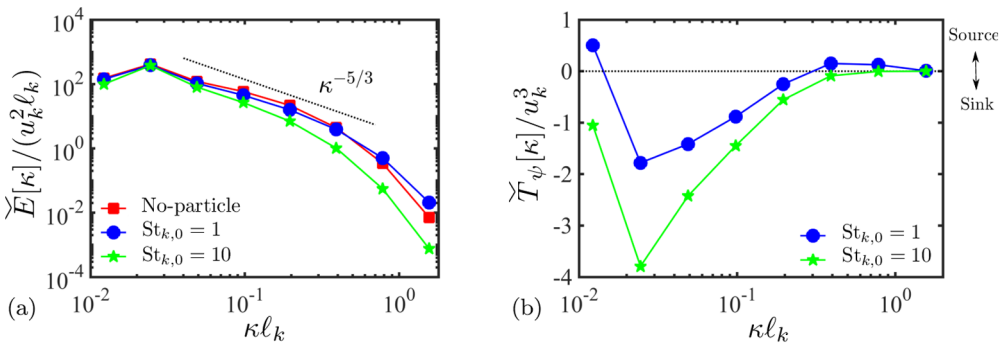 10^4
10^2
10^0
10^-2
10^-4
Ě[κ]/(u_k^2 ℓ_k)
κ^−5/3
No-particle
St_k,0 = 1
St_k,0 = 10
10^-2
10^-1
10^0
κℓ_k
(a)
1
0
-1
-2
-3
-4
Ť_ψ[κ]/u_k^3
Source
Sink
St_k,0 = 1
St_k,0 = 10
10^-2
10^-1
10^0
κℓ_k
(b)